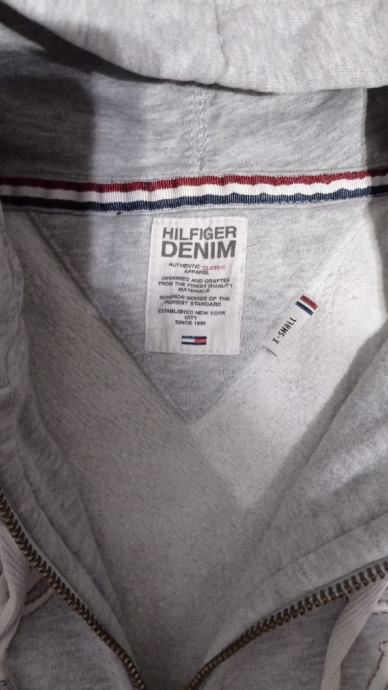 HILFIGER
DENIM
AUTHENTIC CLASSIC
APPAREL
DESIGNED AND CRAFTED
FROM THE FINEST QUALITY
MATERIALS
SUPERIOR GOODS OF THE
HIGHEST STANDARD
ESTABLISHED NEW YORK
CITY
SINCE 1985
X-SMALL